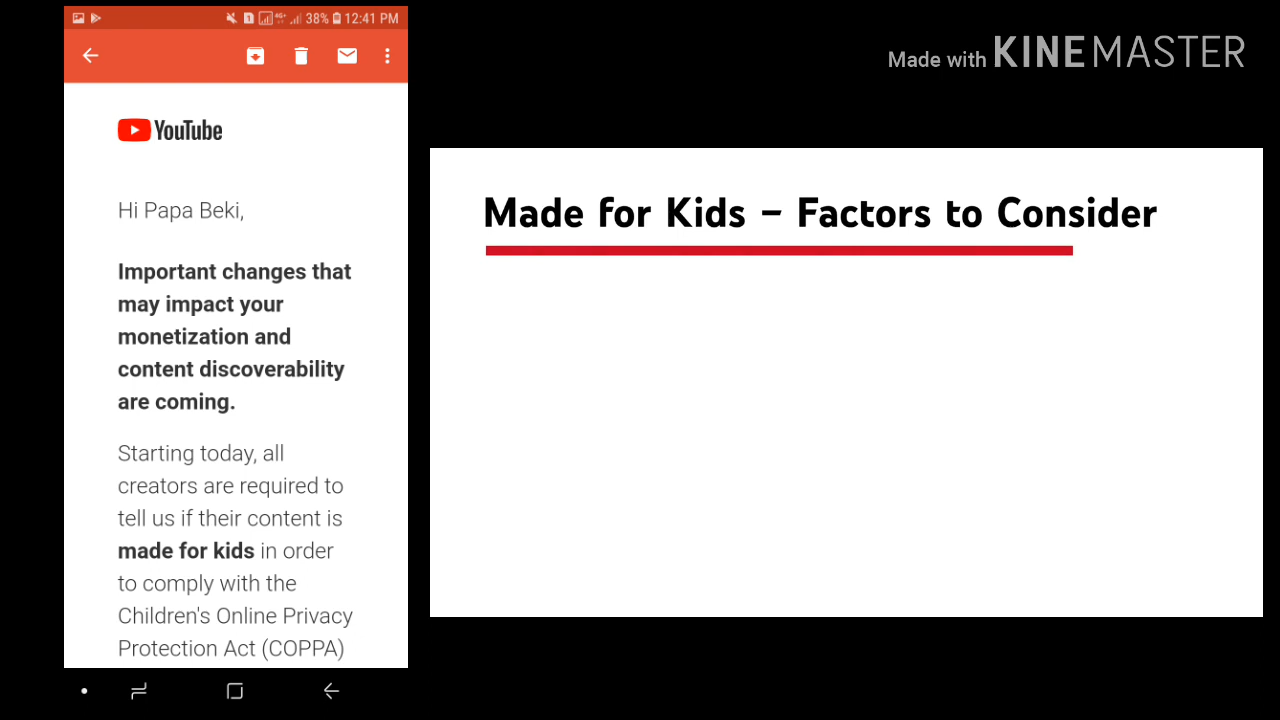 38% 12:41 PM
Made with KINEMASTER
YouTube
Hi Papa Beki,
Important changes that
may impact your
monetization and
content discoverability
are coming.
Starting today, all
creators are required to
tell us if their content is
made for kids in order
to comply with the
Children's Online Privacy
Protection Act (COPPA)
Made for Kids – Factors to Consider